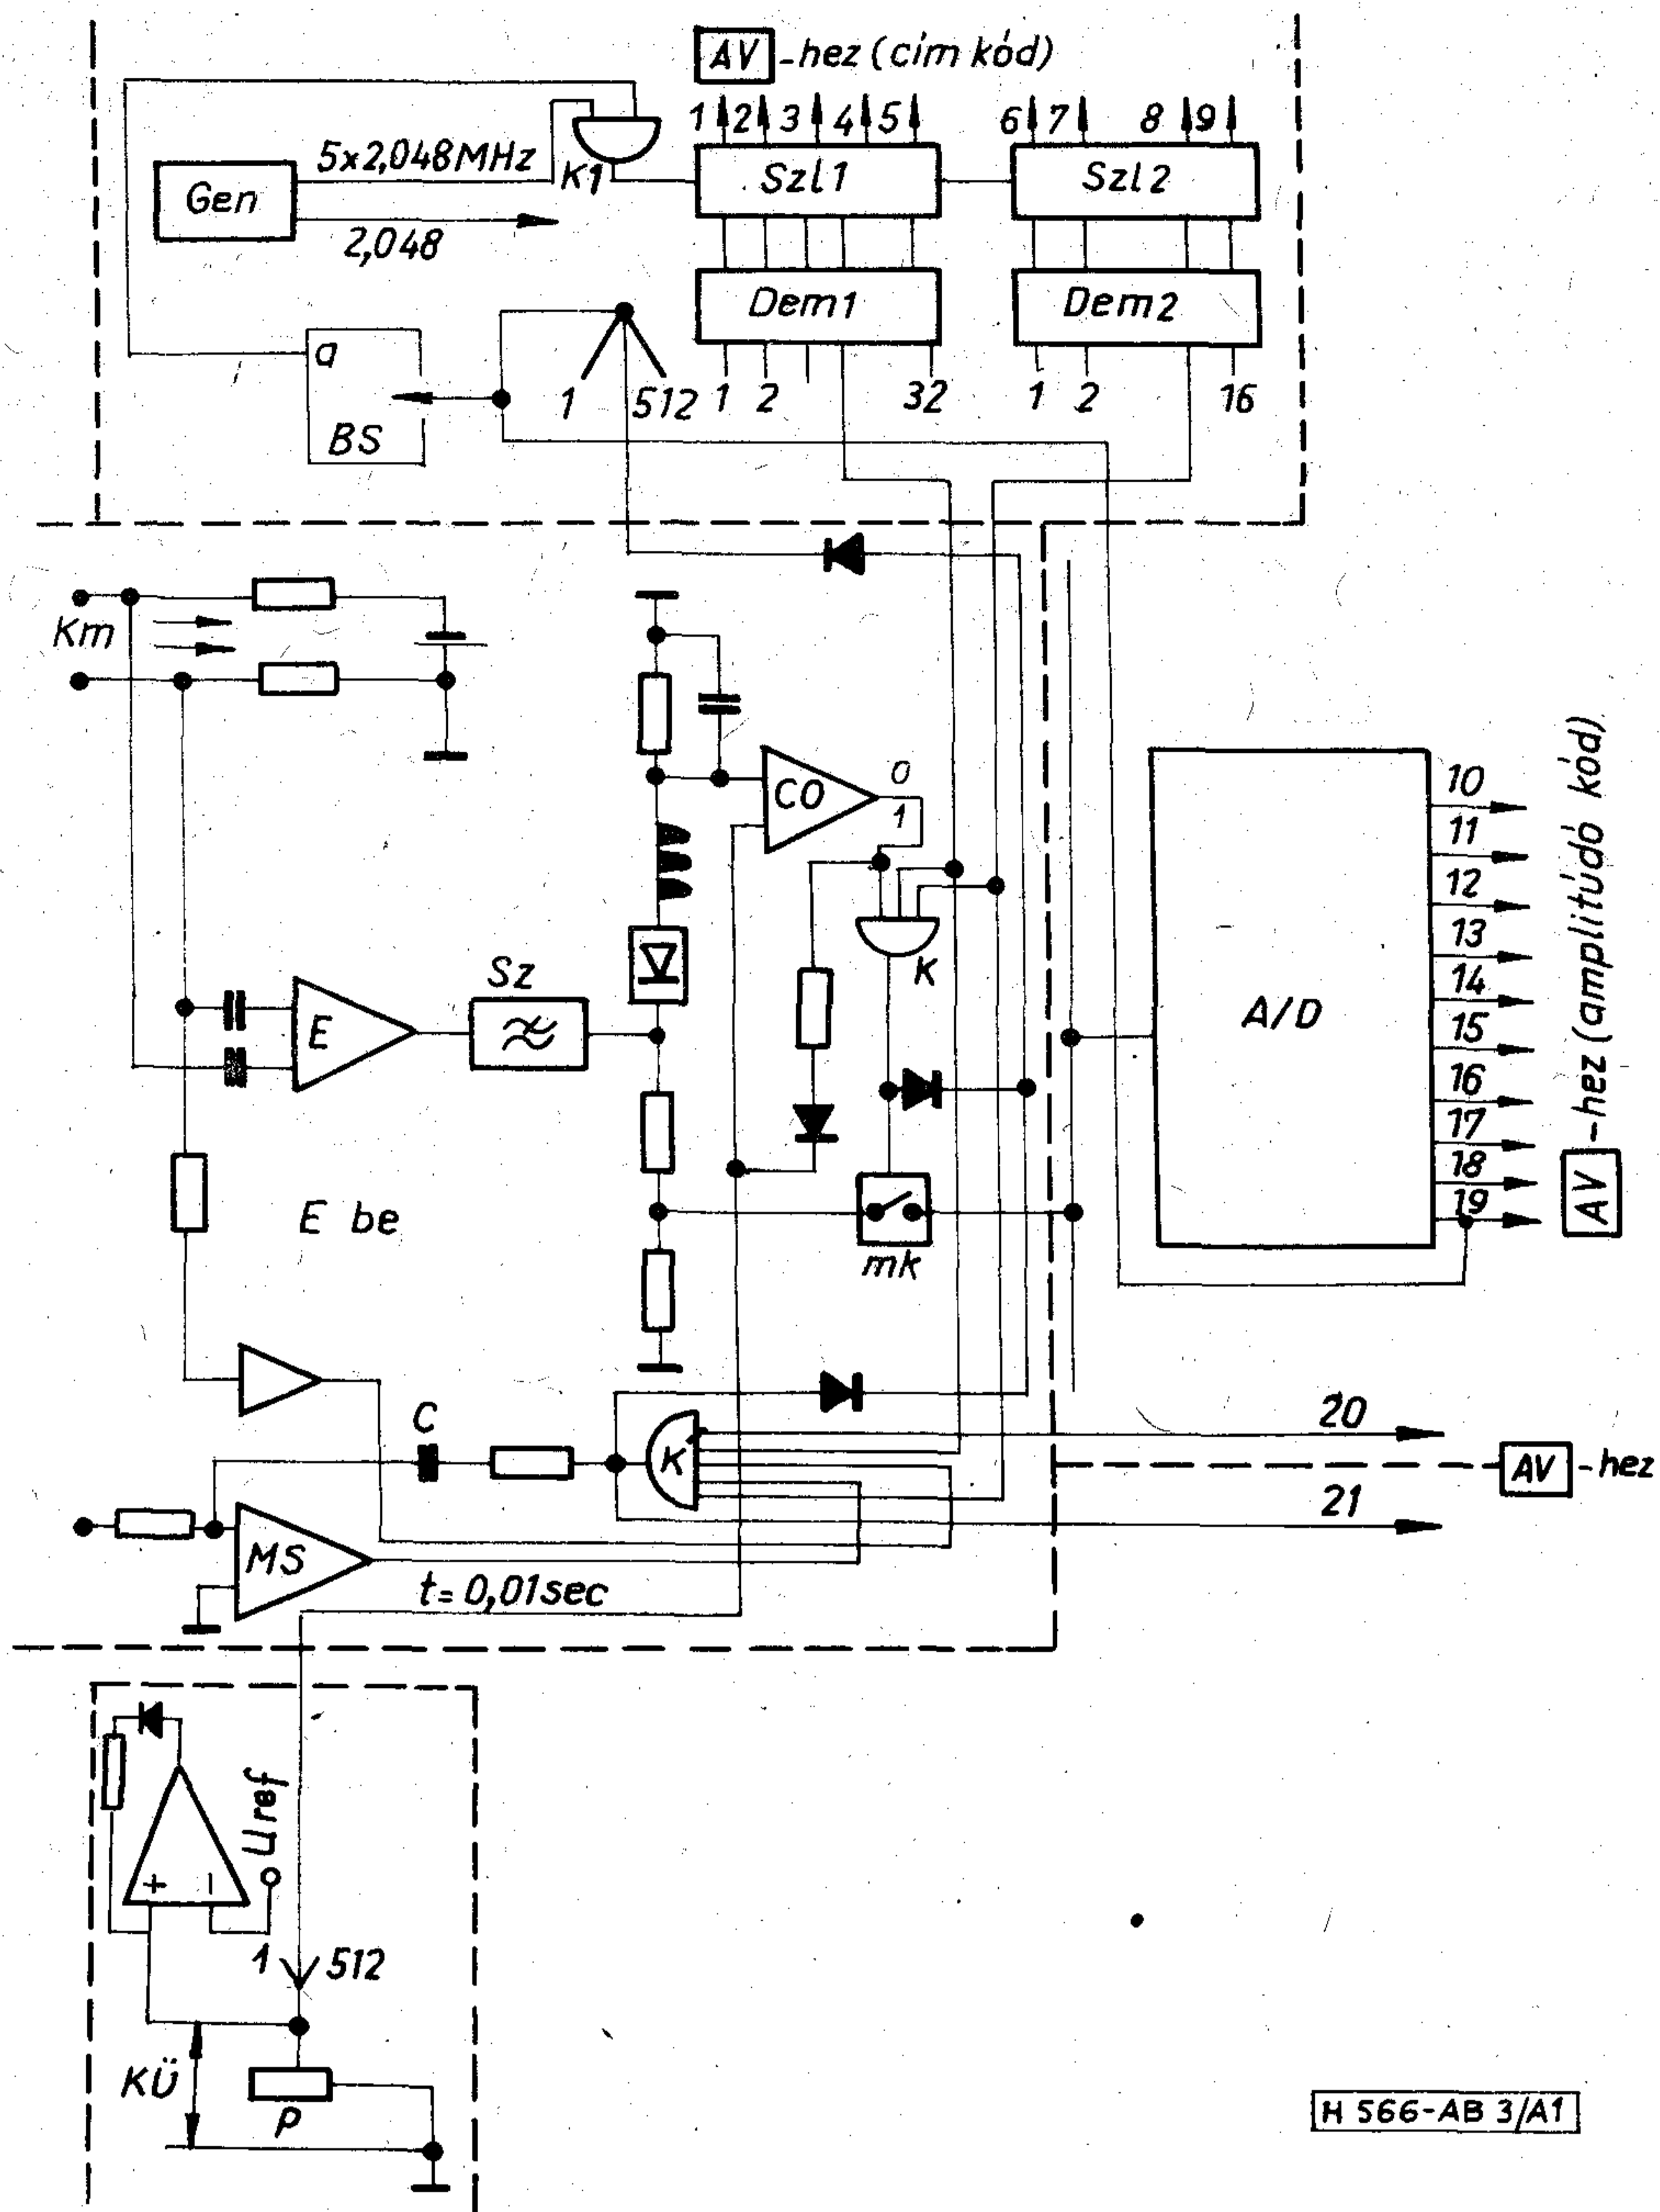 AV -hez (cím kód)
1 2 3 4 5 6 7 8 9
5x2,048MHz
K1
Szl1
Szl2
Gen
2,048
Dem1
Dem2
a
BS
1 512
1 2 32
1 2 16
Km
CO
0
1
10
11
12
13
14
15
16
17
18
19
A/D
AV -hez (amplitúdó kód)
K
Sz
E
E be
mk
C
K
20
AV -hez
21
MS
t=0,01sec
Uref
+ −
1 512
KÜ
P
H 566-AB 3/A1